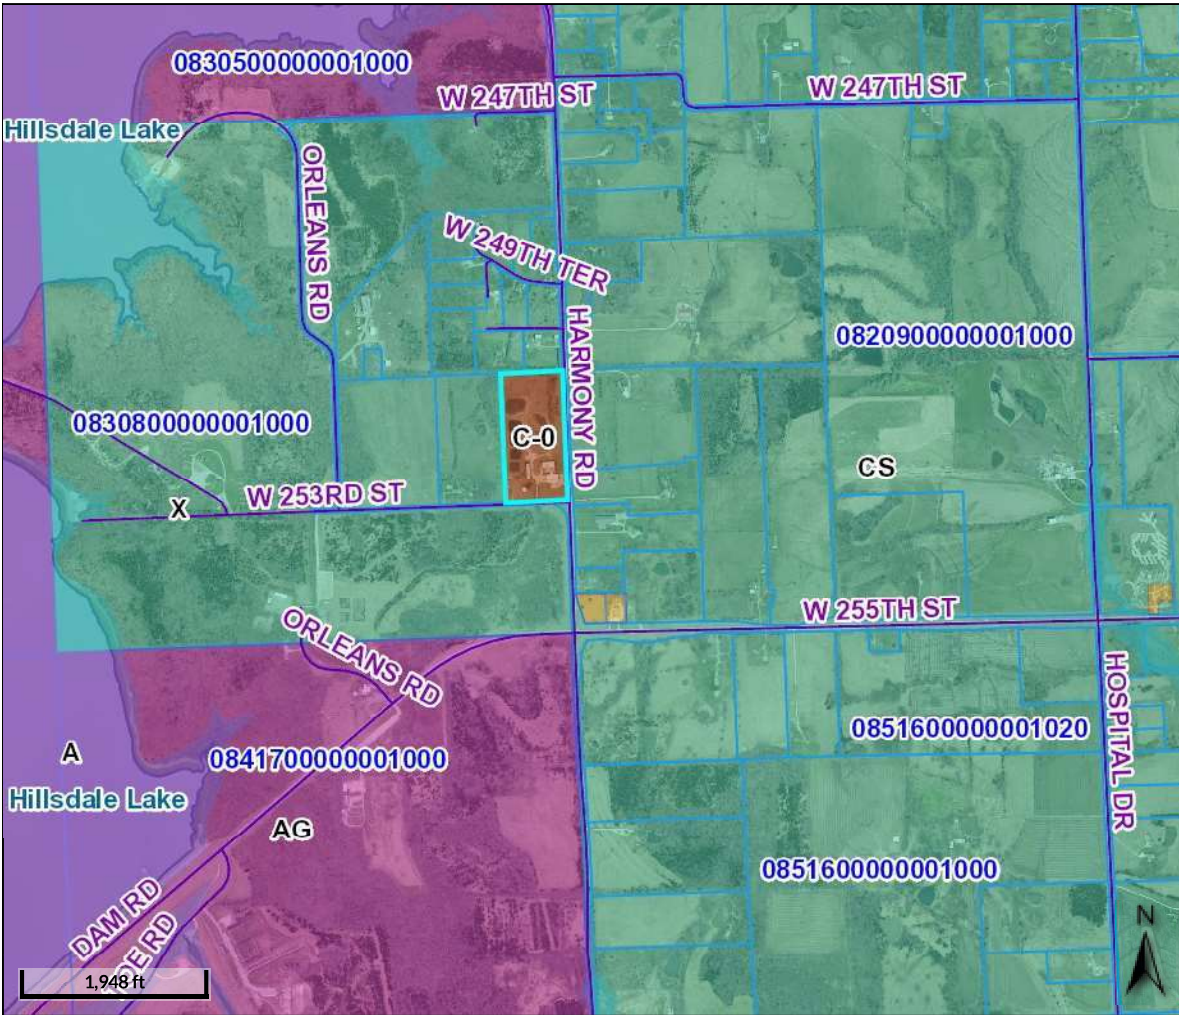 0830500000001000
W 247TH ST
W 247TH ST
Hillsdale Lake
ORLEANS RD
W 249TH TER
HARMONY RD
0820900000001000
0830800000001000
C-0
CS
W 253RD ST
X
W 255TH ST
ORLEANS RD
HOSPITAL DR
0851600000001020
A
0841700000001000
Hillsdale Lake
AG
0851600000001000
DAM RD
RD
N
1,948 ft